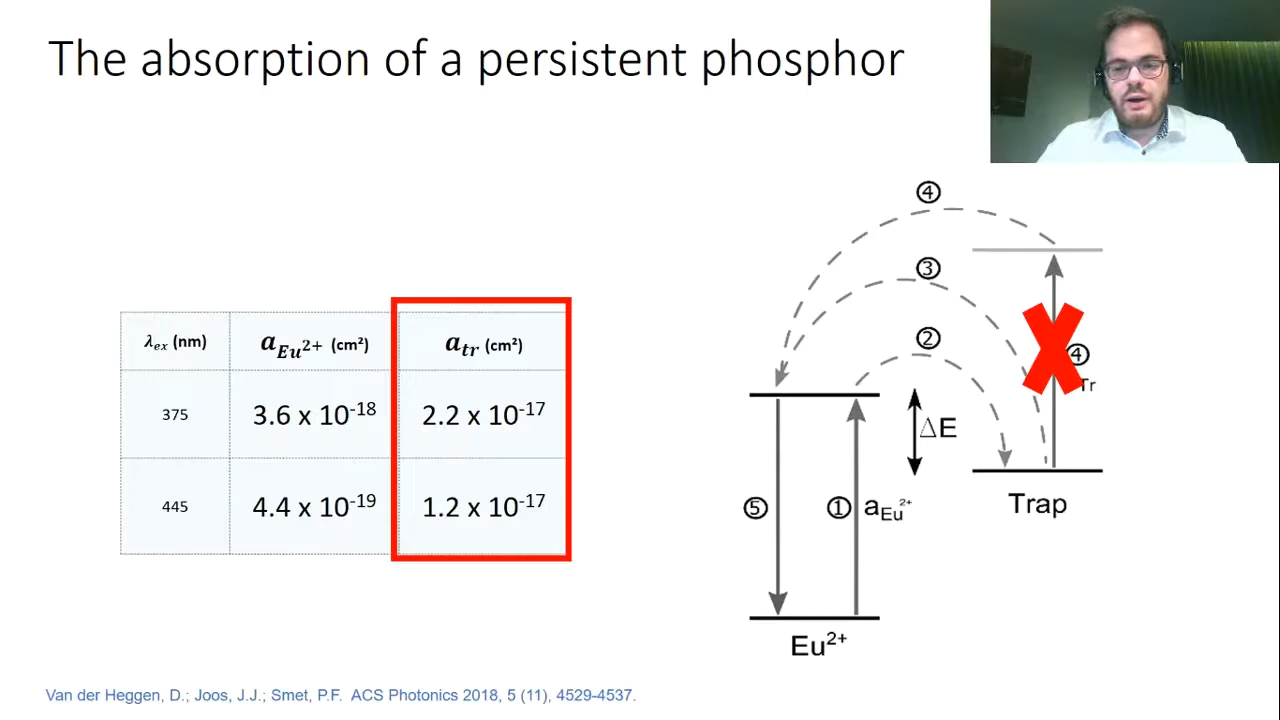 The absorption of a persistent phosphor
λex (nm) aEu2+ (cm²) atr (cm²)
375 3.6 x 10-18 2.2 x 10-17
445 4.4 x 10-19 1.2 x 10-17
④
③
②
④
Tr
ΔE
⑤ ① aEu2+
Trap
Eu2+
Van der Heggen, D.; Joos, J.J.; Smet, P.F. ACS Photonics 2018, 5 (11), 4529-4537.